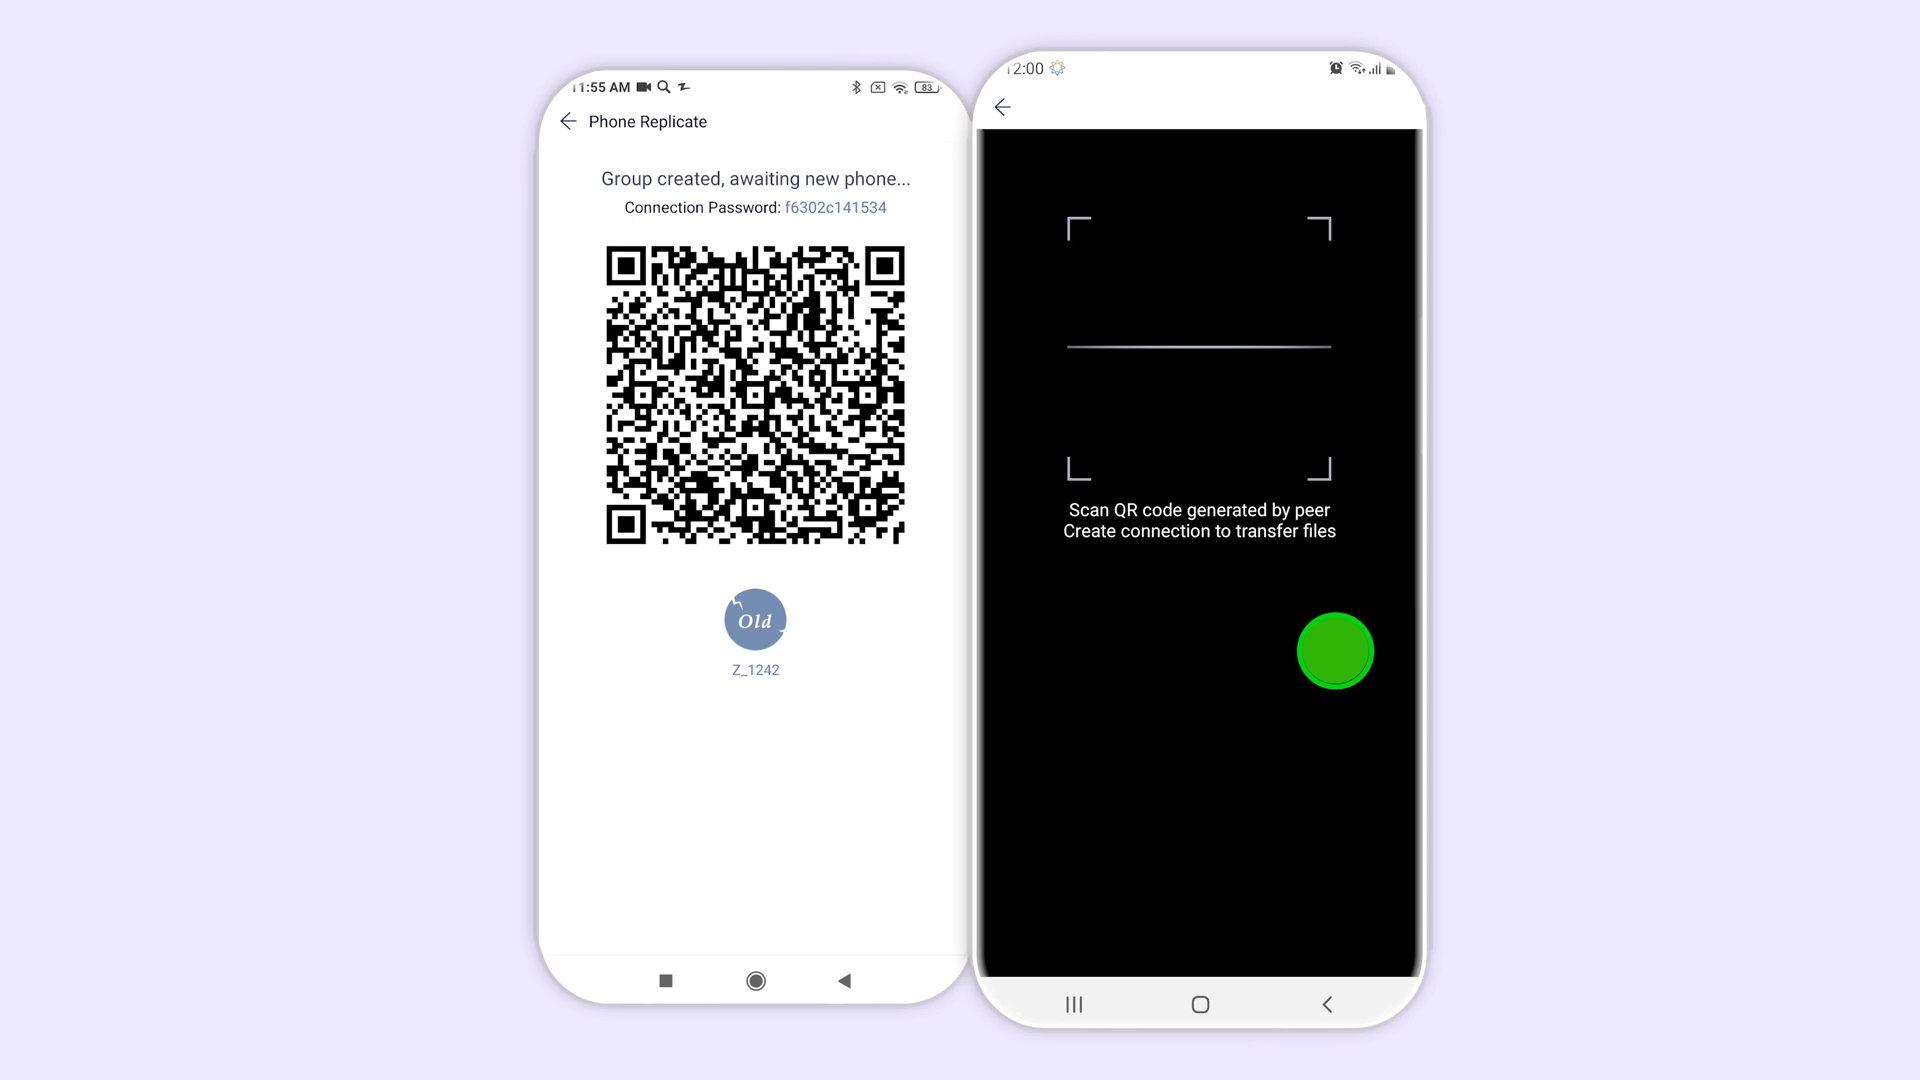 11:55 AM
83
Phone Replicate
Group created, awaiting new phone...
Connection Password: f6302c141534
Old
Z_1242
12:00
Scan QR code generated by peer
Create connection to transfer files